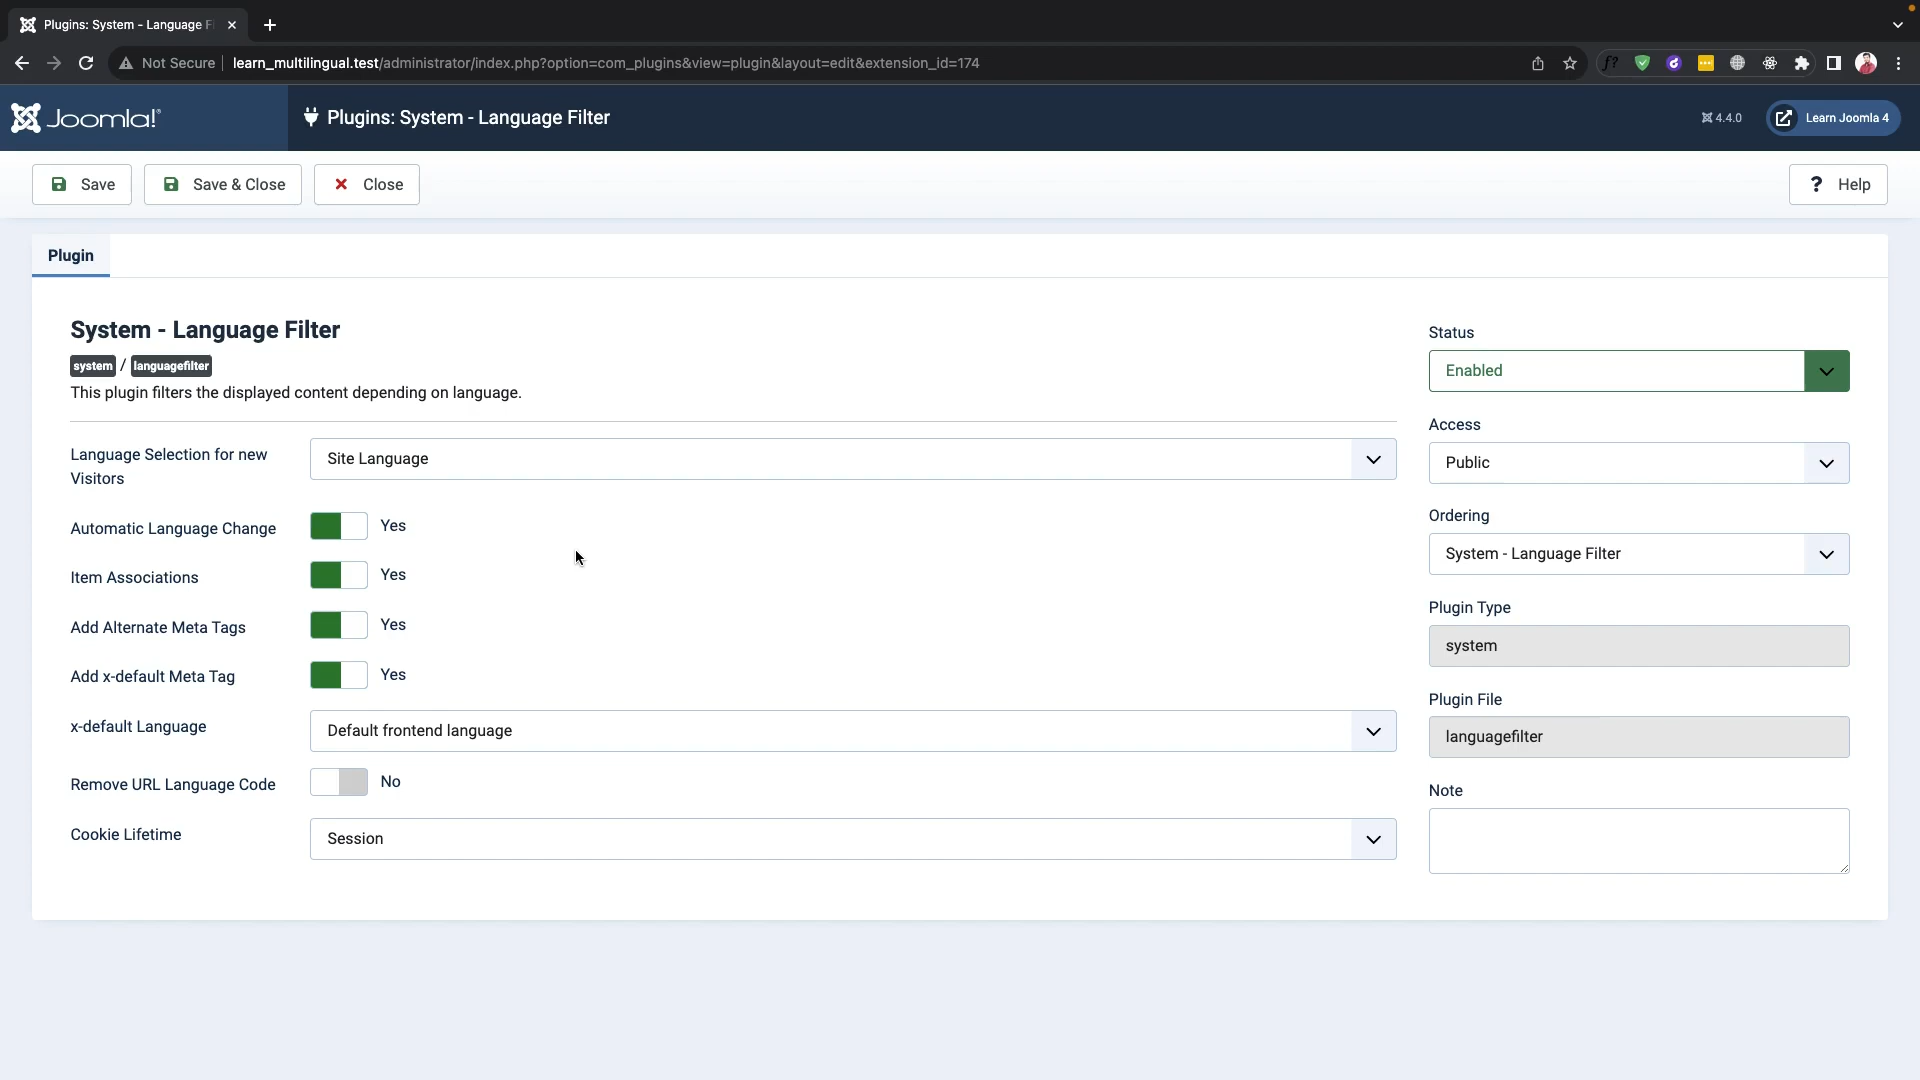 Plugins: System - Language F
Not Secure
learn_multilingual.test/administrator/index.php?option=com_plugins&view=plugin&layout=edit&extension_id=174
f?
Joomla!
Plugins: System - Language Filter
4.4.0
Learn Joomla 4
Save
Save & Close
Close
? Help
Plugin
System - Language Filter
system / languagefilter
This plugin filters the displayed content depending on language.
Language Selection for new
Visitors
Site Language
Automatic Language Change
Yes
Item Associations
Yes
Add Alternate Meta Tags
Yes
Add x-default Meta Tag
Yes
x-default Language
Default frontend language
Remove URL Language Code
No
Cookie Lifetime
Session
Status
Enabled
Access
Public
Ordering
System - Language Filter
Plugin Type
system
Plugin File
languagefilter
Note